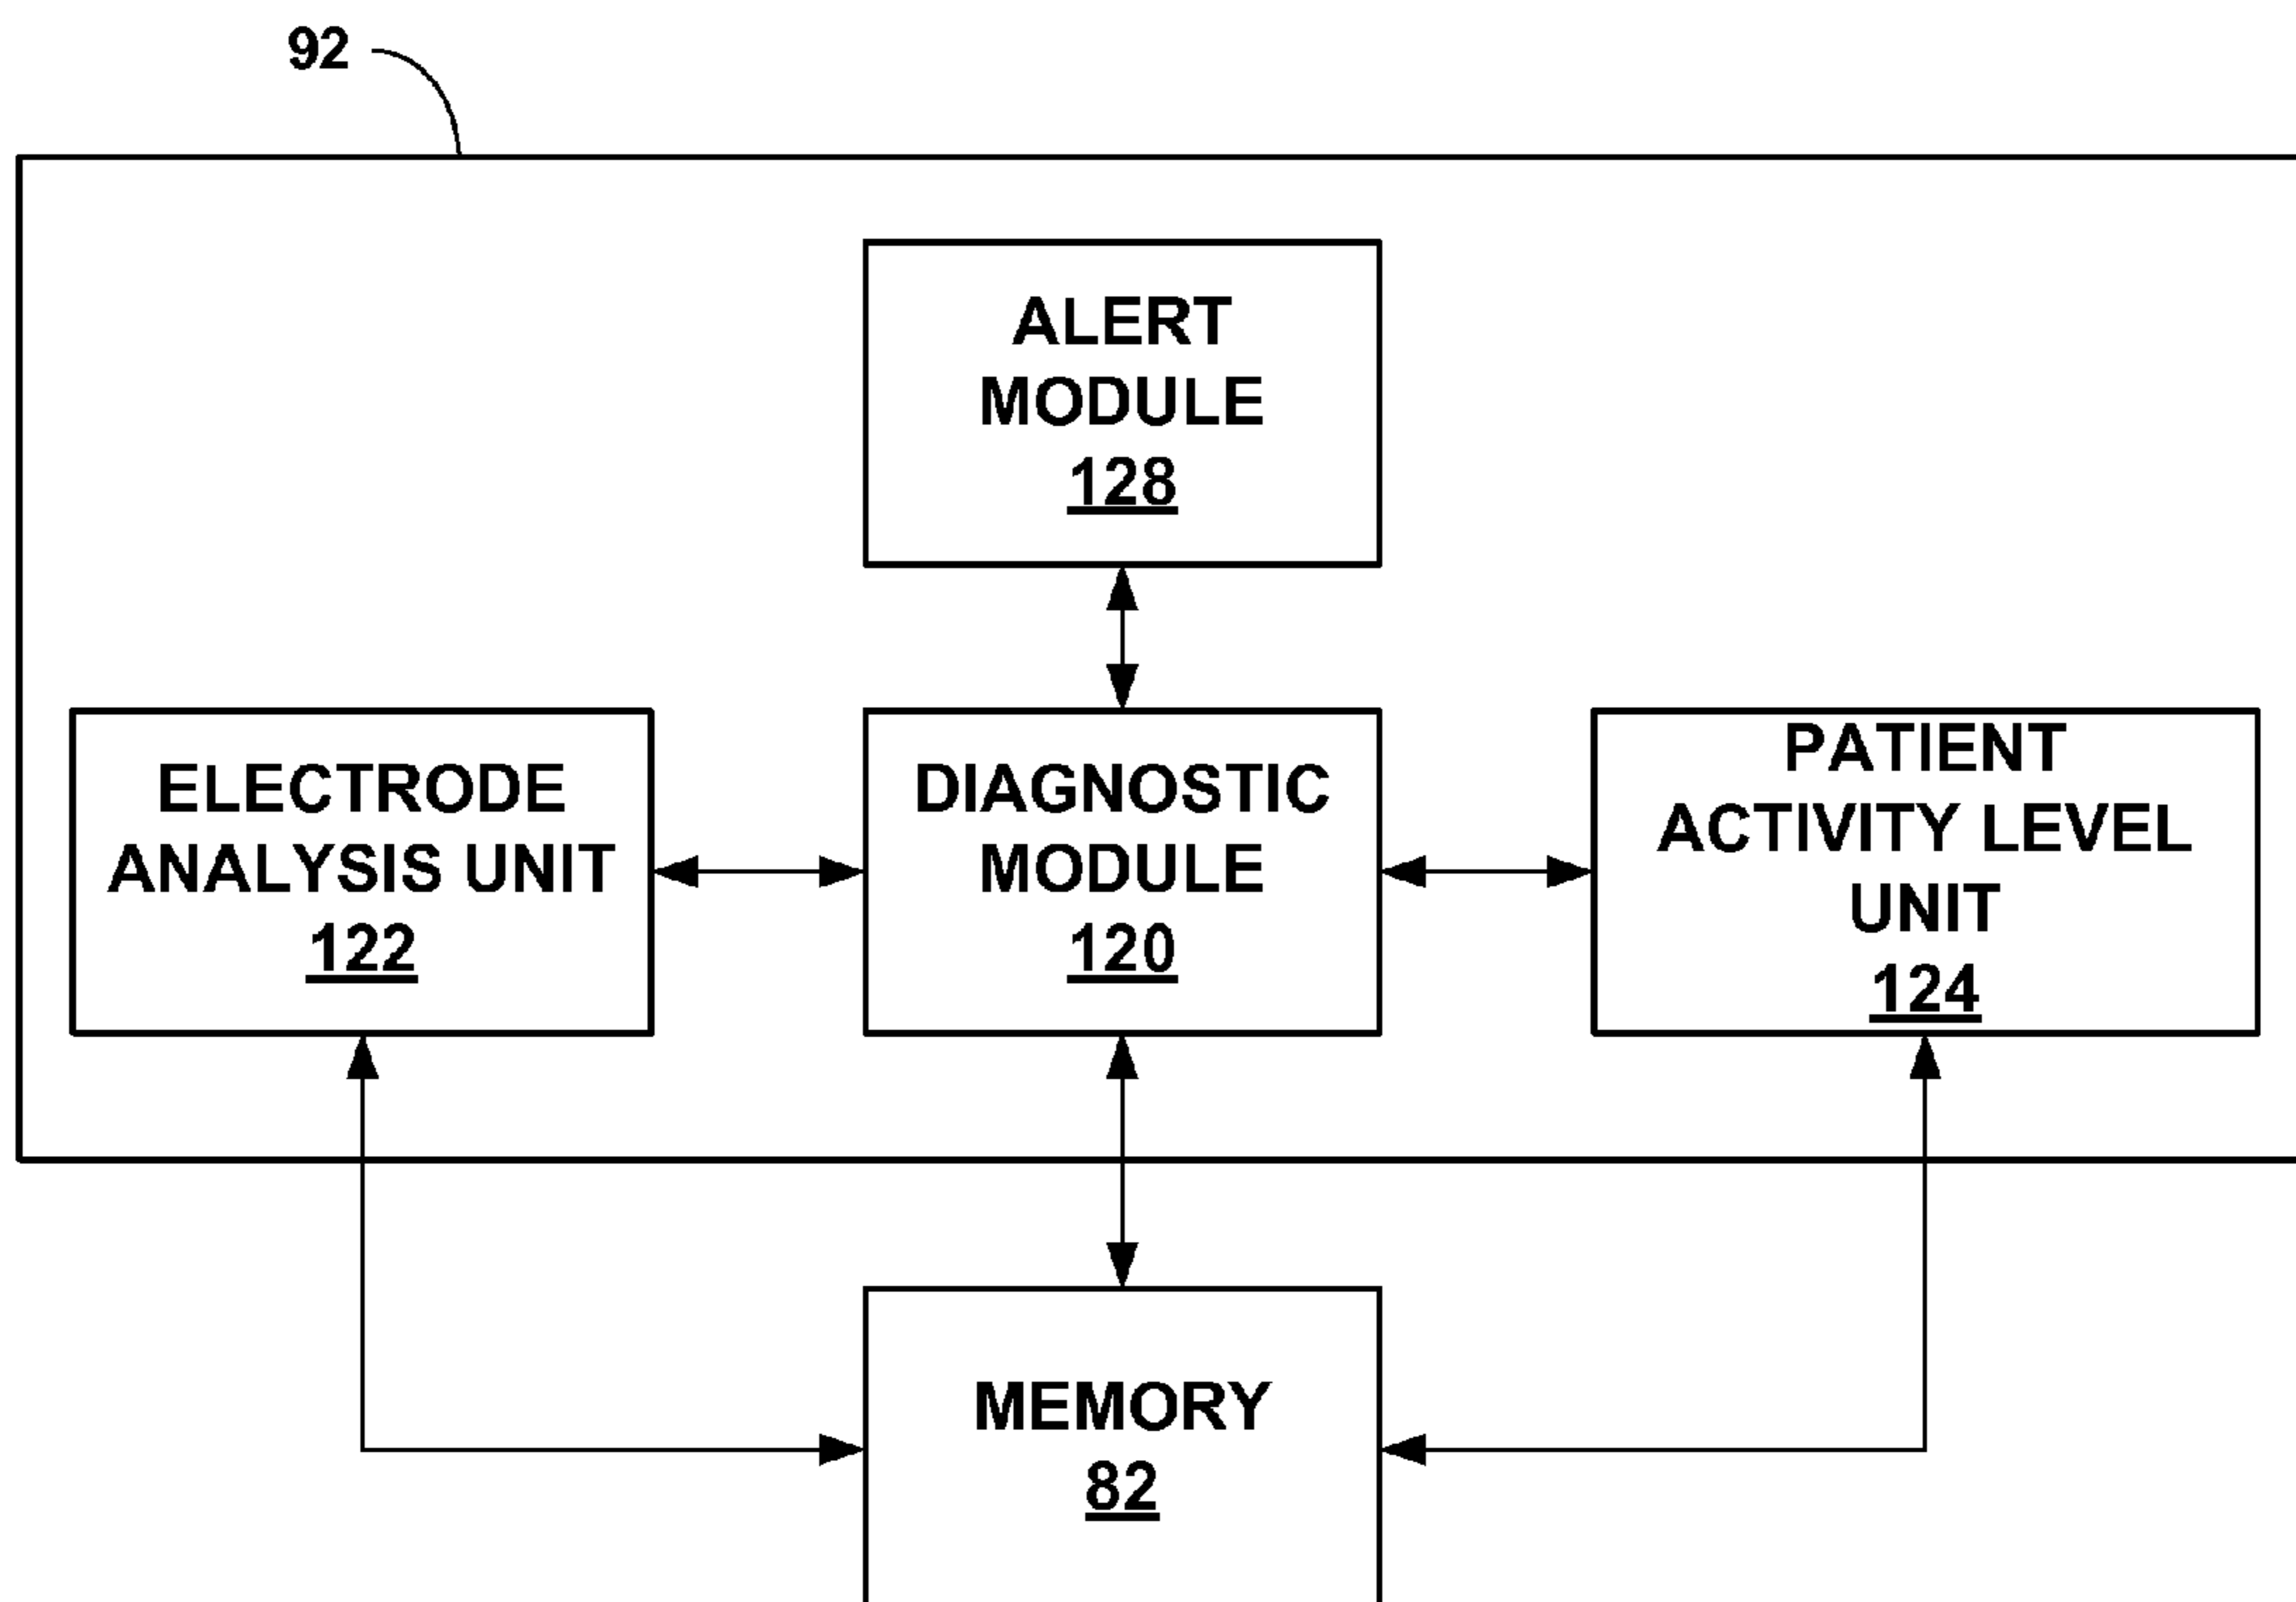 92
ALERT
MODULE
128
ELECTRODE
ANALYSIS UNIT
122
DIAGNOSTIC
MODULE
120
PATIENT
ACTIVITY LEVEL
UNIT
124
MEMORY
82